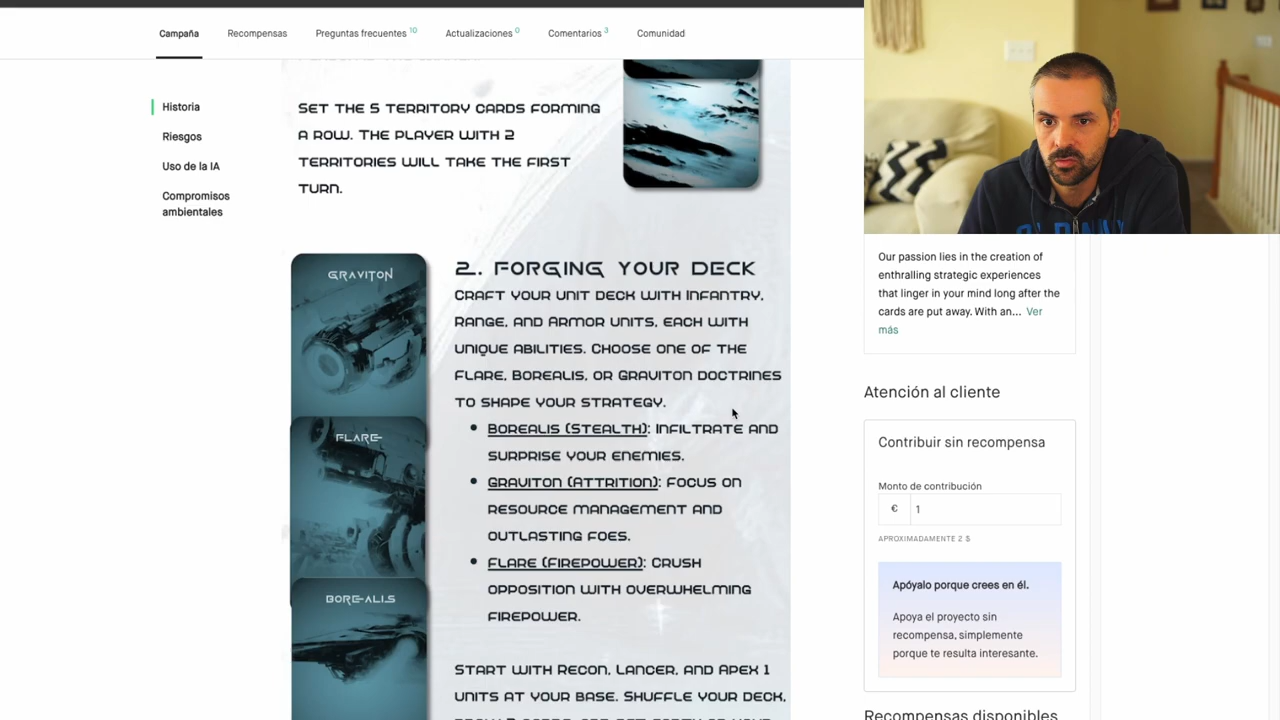 Campaña
Recompensas
Preguntas frecuentes 10
Actualizaciones 0
Comentarios 3
Comunidad
Historia
Riesgos
Uso de la IA
Compromisos
ambientales
SET THE 5 TERRITORY CARDS FORMING
A ROW. THE PLAYER WITH 2
TERRITORIES WILL TAKE THE FIRST
TURN.
GRAVITON
FLARE
BOREALIS
2. FORGING YOUR DECK
CRAFT YOUR UNIT DECK WITH INFANTRY,
RANGE, AND ARMOR UNITS, EACH WITH
UNIQUE ABILITIES. CHOOSE ONE OF THE
FLARE, BOREALIS, OR GRAVITON DOCTRINES
TO SHAPE YOUR STRATEGY.
• BOREALIS (STEALTH): INFILTRATE AND
SURPRISE YOUR ENEMIES.
• GRAVITON (ATTRITION): FOCUS ON
RESOURCE MANAGEMENT AND
OUTLASTING FOES.
• FLARE (FIREPOWER): CRUSH
OPPOSITION WITH OVERWHELMING
FIREPOWER.
START WITH RECON, LANCER, AND APEX 1
UNITS AT YOUR BASE. SHUFFLE YOUR DECK,
Our passion lies in the creation of
enthralling strategic experiences
that linger in your mind long after the
cards are put away. With an... Ver
más
Atención al cliente
Contribuir sin recompensa
Monto de contribución
€ 1
APROXIMADAMENTE 2 $
Apóyalo porque crees en él.
Apoya el proyecto sin
recompensa, simplemente
porque te resulta interesante.
Recompensas disponibles